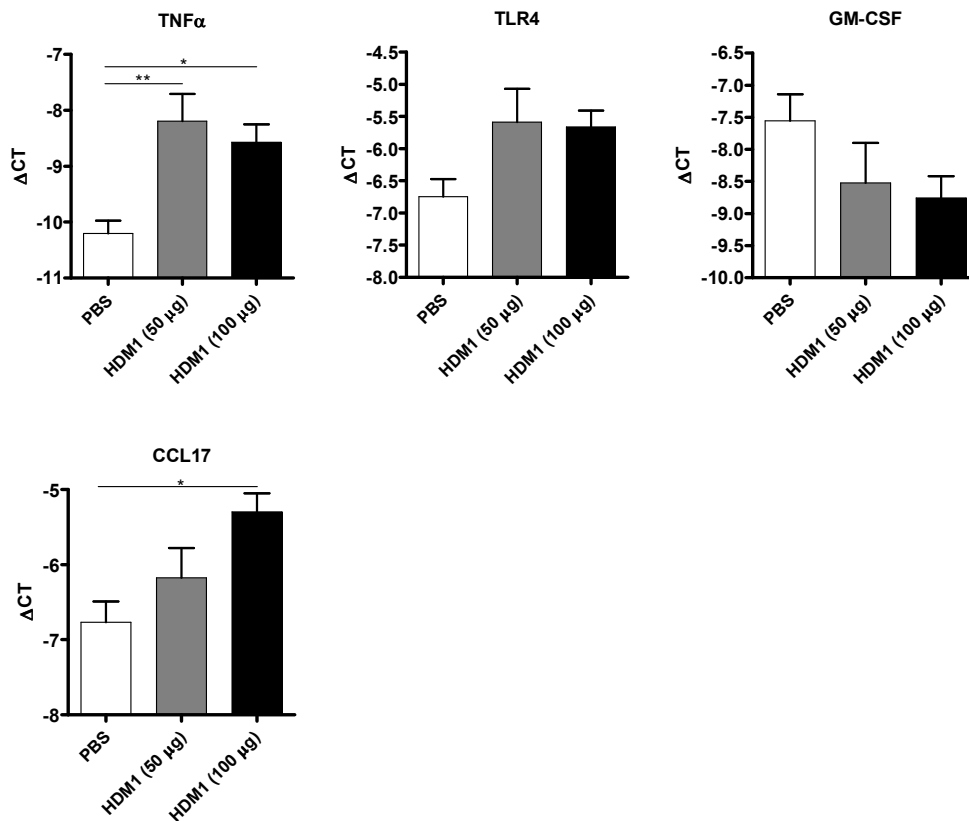 TNFα
ΔCT
-7
-8
-9
-10
-11
*
**
PBS
HDM1 (50 µg)
HDM1 (100 µg)
TLR4
ΔCT
-4.5
-5.0
-5.5
-6.0
-6.5
-7.0
-7.5
-8.0
PBS
HDM1 (50 µg)
HDM1 (100 µg)
GM-CSF
ΔCT
-6.5
-7.0
-7.5
-8.0
-8.5
-9.0
-9.5
-10.0
PBS
HDM1 (50 µg)
HDM1 (100 µg)
CCL17
ΔCT
-5
-6
-7
-8
*
PBS
HDM1 (50 µg)
HDM1 (100 µg)